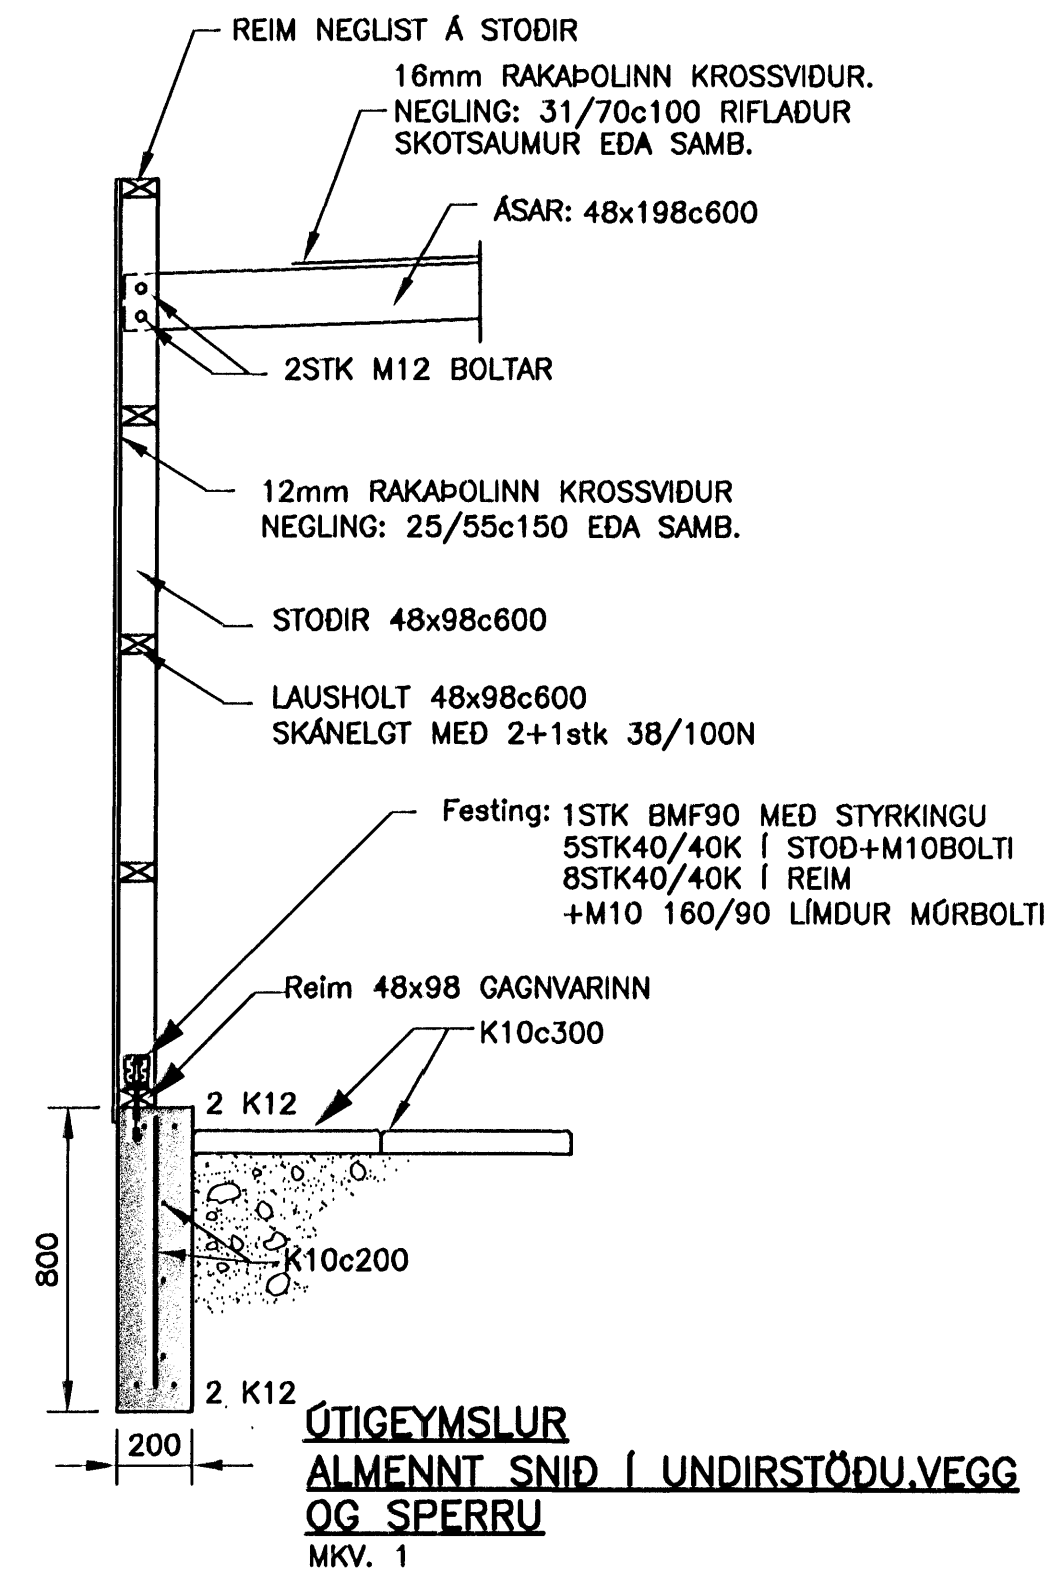 REIM NEGLIST Á STOÐIR
16mm RAKAÞOLINN KROSSVIÐUR.
NEGLING: 31/70c100 RIFLAÐUR
SKOTSAUMUR EÐA SAMB.
ÁSAR: 48x198c600
2STK M12 BOLTAR
12mm RAKAÞOLINN KROSSVIÐUR
NEGLING: 25/55c150 EÐA SAMB.
STOÐIR 48x98c600
LAUSHOLT 48x98c600
SKÁNELGT MEÐ 2+1stk 38/100N
Festing: 1STK BMF90 MEÐ STYRKINGU
5STK40/40K Í STOÐ+M10BOLTI
8STK40/40K Í REIM
+M10 160/90 LÍMDUR MÚRBOLTI
Reim 48x98 GAGNVARINN
K10c300
2 K12
K10c200
800
2 K12
200
ÚTIGEYMSLUR
ALMENNT SNIÐ Í UNDIRSTÖÐU,VEGG
OG SPERRU
MKV. 1